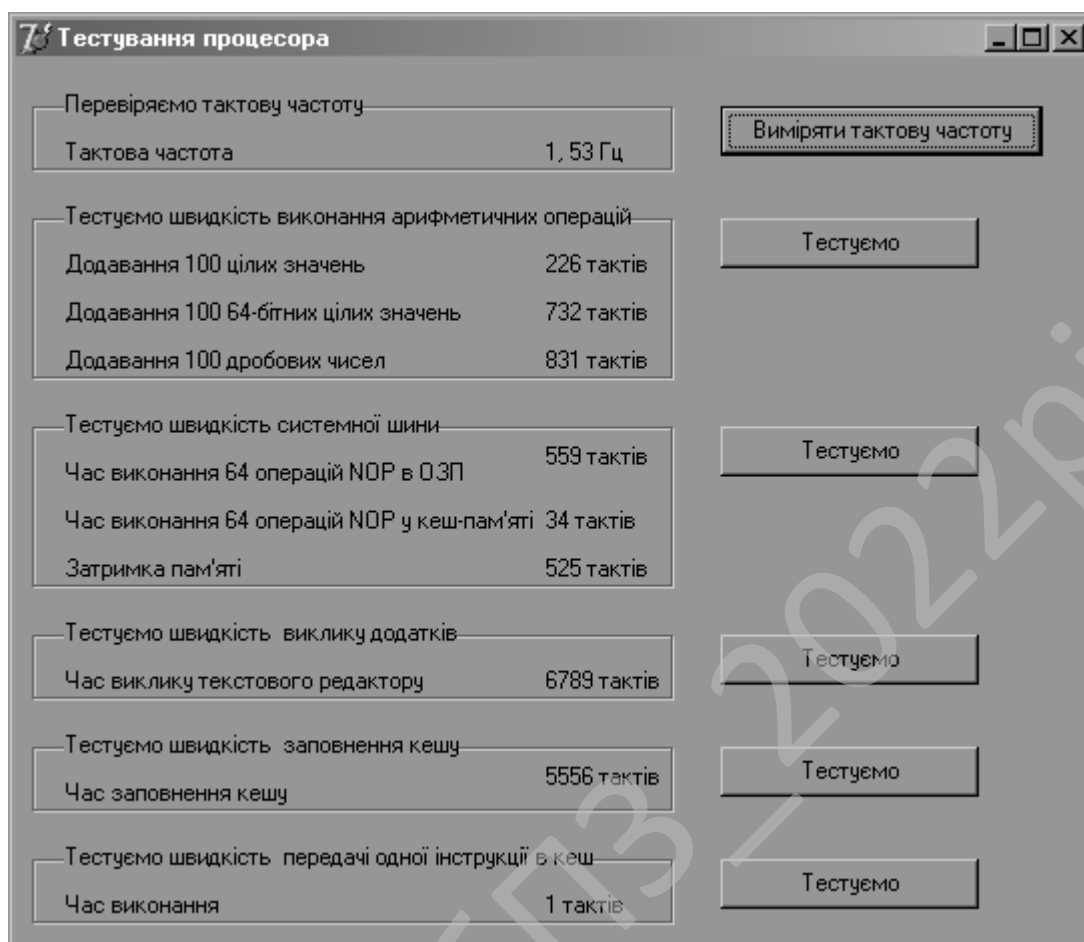 Тестування процесора
Перевіряємо тактову частоту
Тактова частота 1, 53 Гц
Виміряти тактову частоту
Тестуємо швидкість виконання арифметичних операцій
Додавання 100 цілих значень 226 тактів
Додавання 100 64-бітних цілих значень 732 тактів
Додавання 100 дробових чисел 831 тактів
Тестуємо
Тестуємо швидкість системної шини
Час виконання 64 операцій NOP в ОЗП 559 тактів
Час виконання 64 операцій NOP у кеш-пам'яті 34 тактів
Затримка пам'яті 525 тактів
Тестуємо
Тестуємо швидкість виклику додатків
Час виклику текстового редактору 6789 тактів
Тестуємо
Тестуємо швидкість заповнення кешу
Час заповнення кешу 5556 тактів
Тестуємо
Тестуємо швидкість передачі одної інструкції в кеш
Час виконання 1 тактів
Тестуємо
ПЗ_2022рі